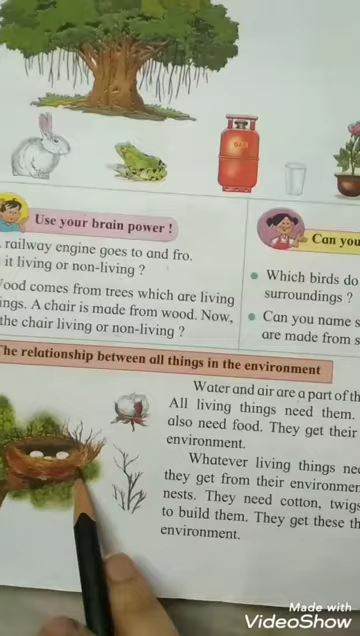 GAS
Use your brain power !
railway engine goes to and fro.
it living or non-living ?
Wood comes from trees which are living
ings. A chair is made from wood. Now,
the chair living or non-living ?
Can you
Which birds do
surroundings ?
Can you name s
are made from s
The relationship between all things in the environment
Water and air are a part of th
All living things need them.
also need food. They get their
environment.
Whatever living things nee
they get from their environmen
nests. They need cotton, twigs
to build them. They get these th
environment.
Made with
VideoShow